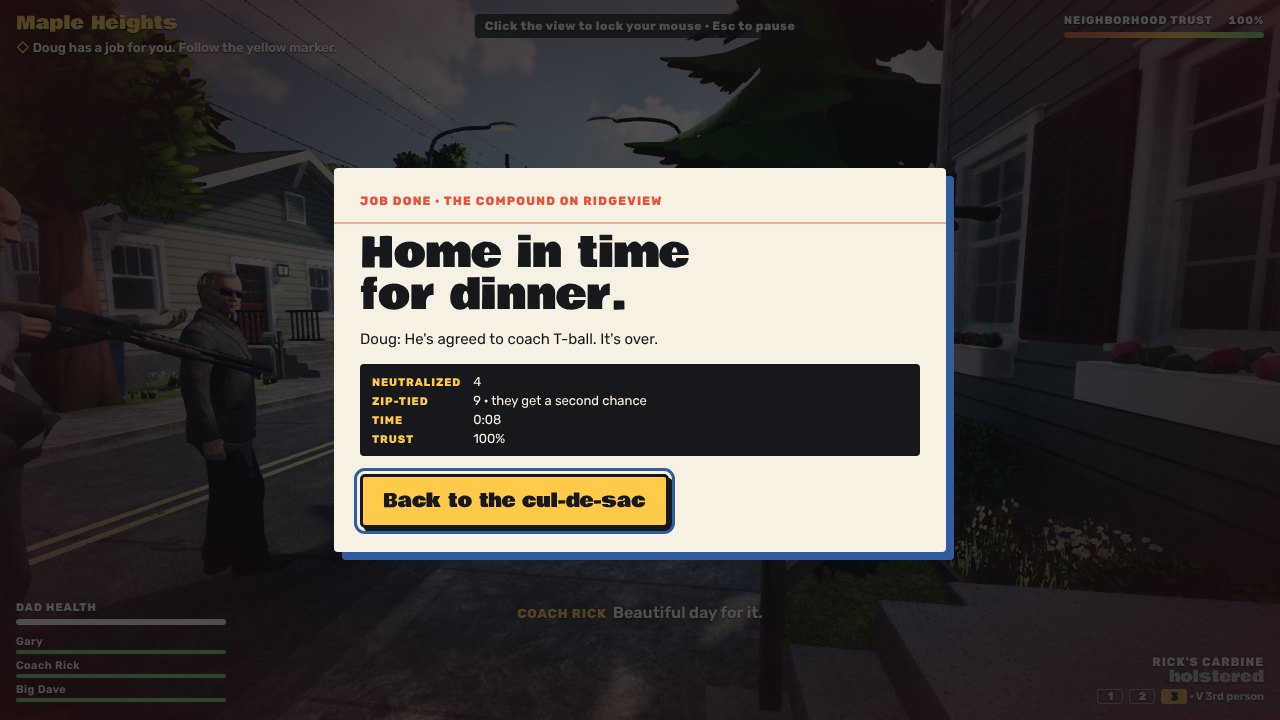 Maple Heights
Doug has a job for you. Follow the yellow marker.
Click the view to lock your mouse · Esc to pause
NEIGHBORHOOD TRUST 100%
JOB DONE · THE COMPOUND ON RIDGEVIEW
Home in time
for dinner.
Doug: He's agreed to coach T-ball. It's over.
NEUTRALIZED 4
ZIP-TIED 9 · they get a second chance
TIME 0:08
TRUST 100%
Back to the cul-de-sac
COACH RICK Beautiful day for it.
DAD HEALTH
Gary
Coach Rick
Big Dave
RICK'S CARBINE
holstered
1 2 3 · V 3rd person